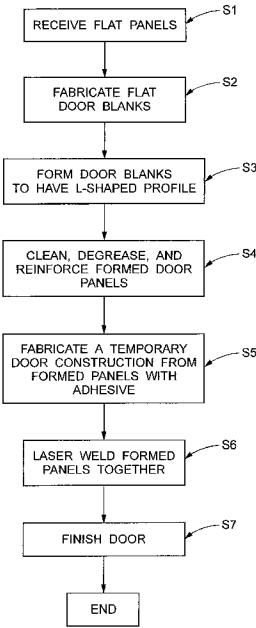 S1
RECEIVE FLAT PANELS
S2
FABRICATE FLAT
DOOR BLANKS
S3
FORM DOOR BLANKS
TO HAVE L-SHAPED PROFILE
S4
CLEAN, DEGREASE, AND
REINFORCE FORMED DOOR
PANELS
S5
FABRICATE A TEMPORARY
DOOR CONSTRUCTION FROM
FORMED PANELS WITH
ADHESIVE
S6
LASER WELD FORMED
PANELS TOGETHER
S7
FINISH DOOR
END